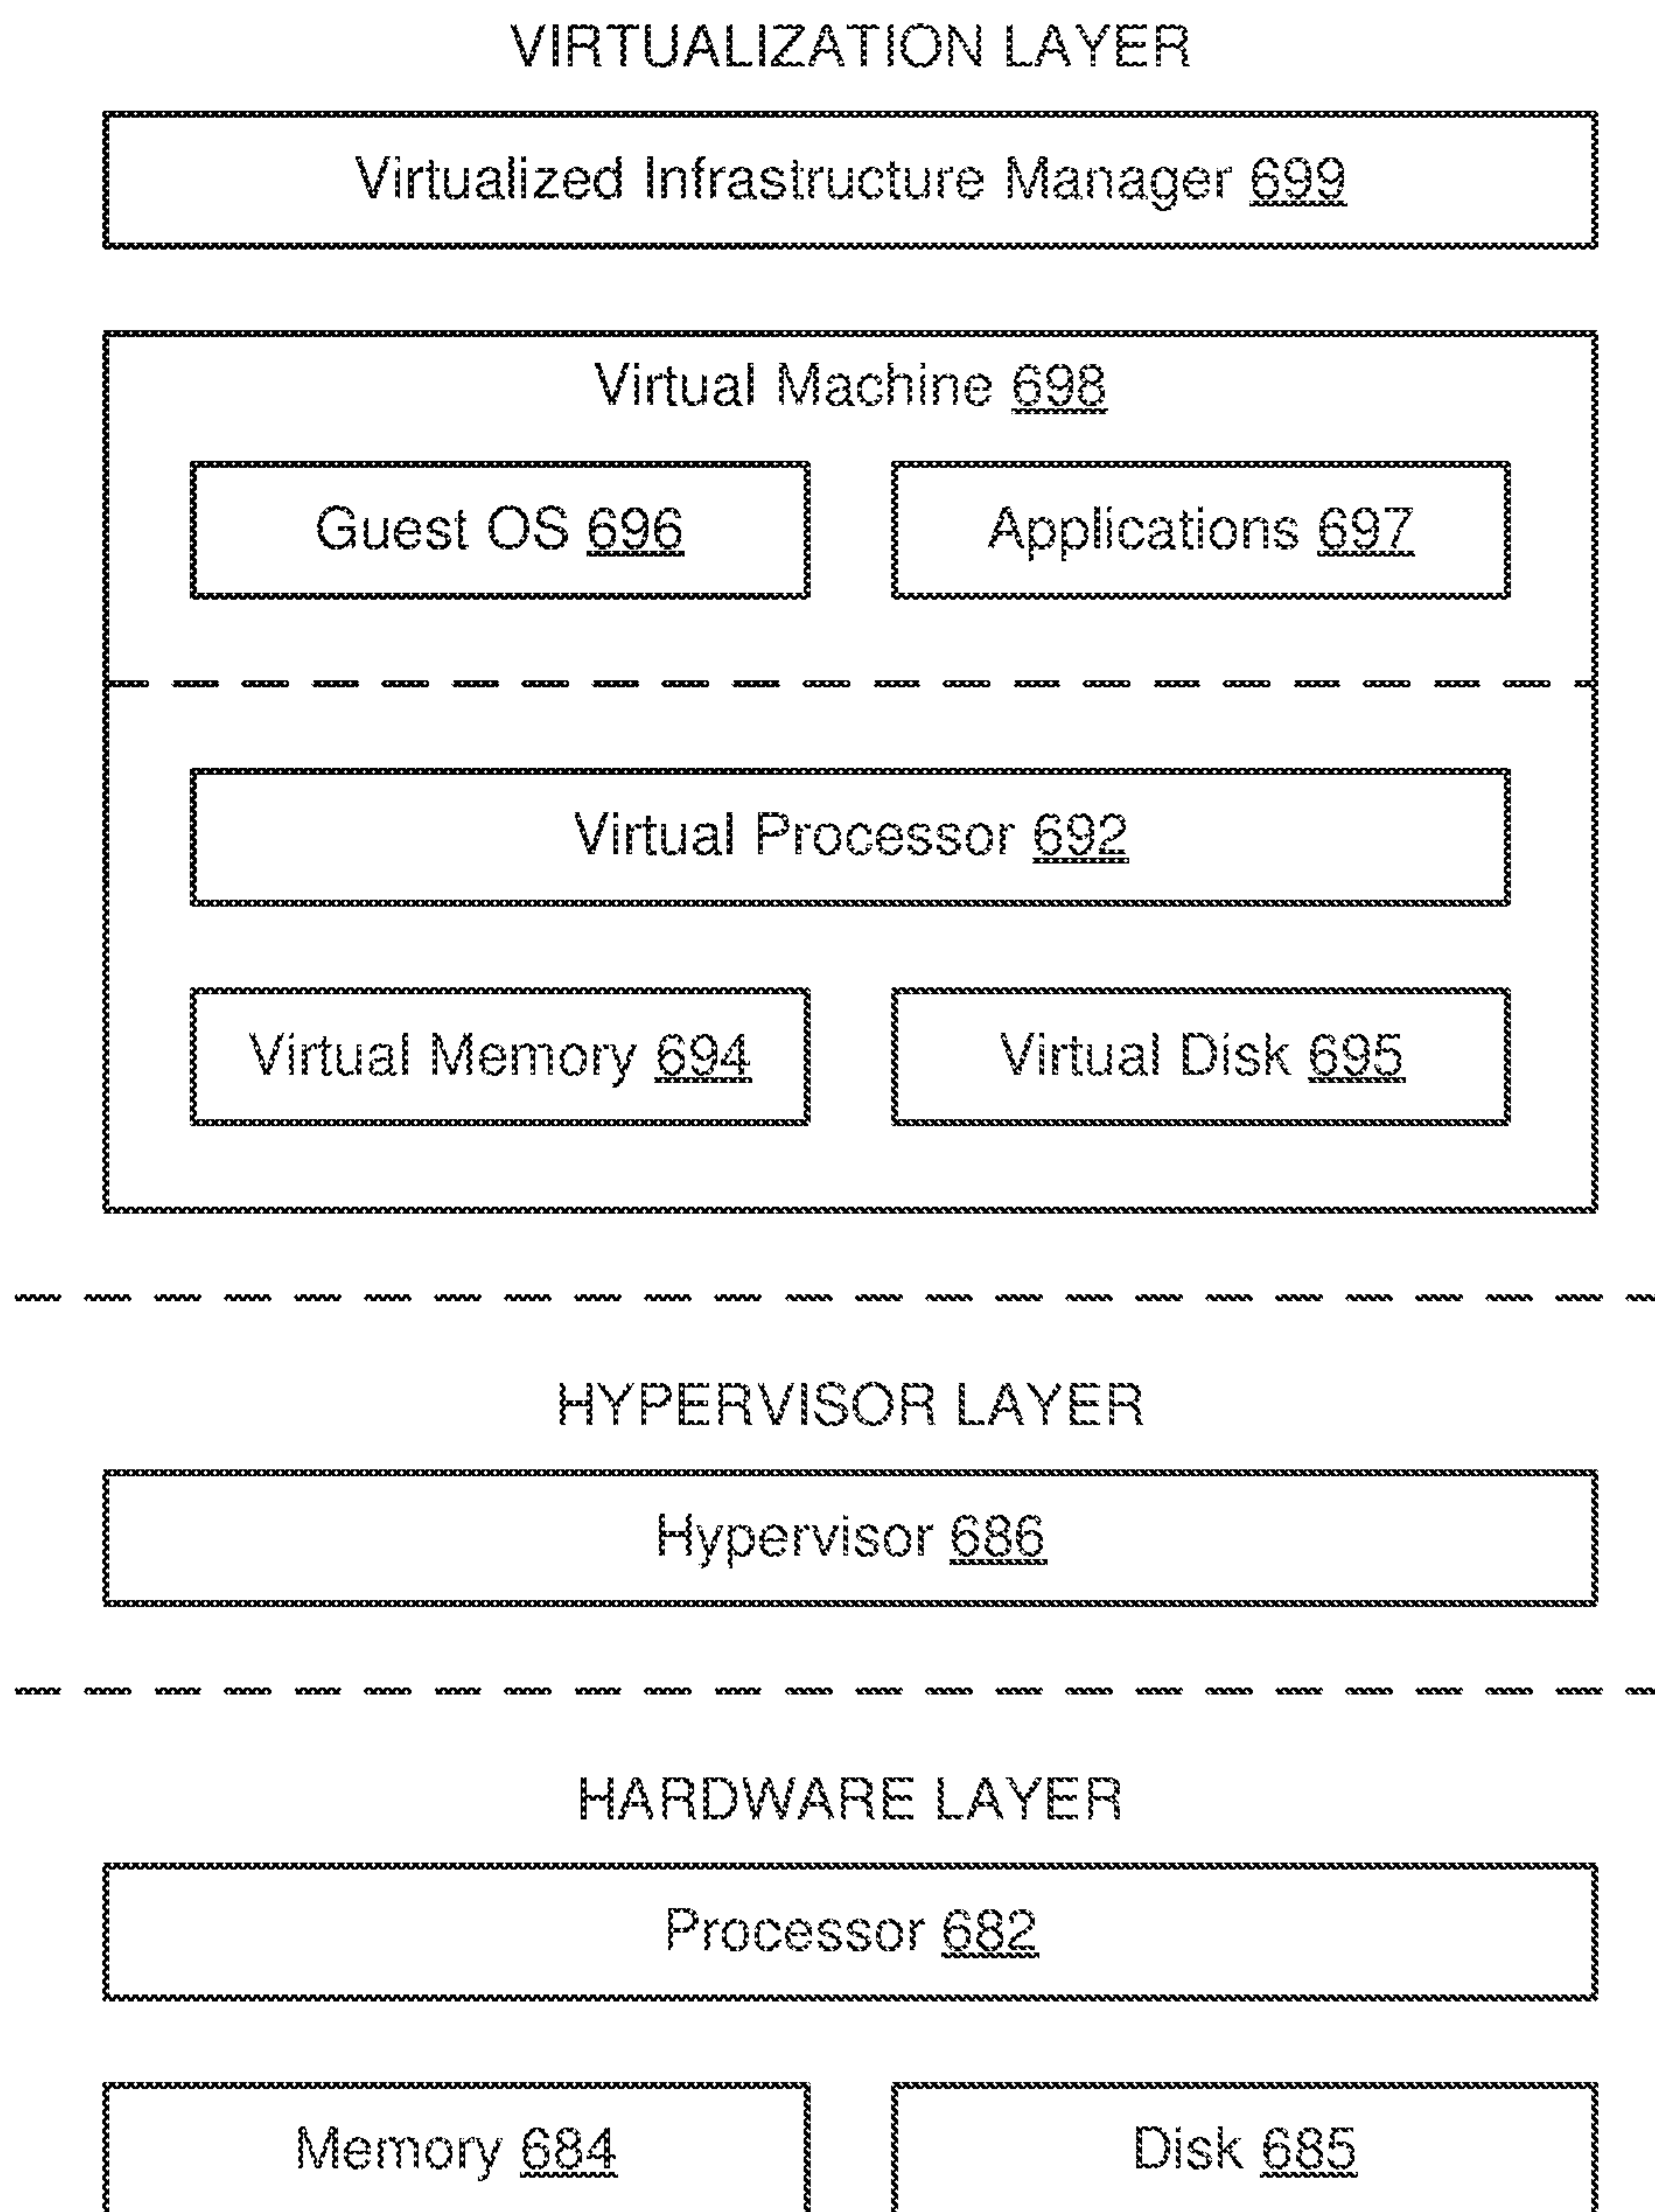 VIRTUALIZATION LAYER
Virtualized Infrastructure Manager 699
Virtual Machine 698
Guest OS 696
Applications 697
Virtual Processor 692
Virtual Memory 694
Virtual Disk 695
HYPERVISOR LAYER
Hypervisor 686
HARDWARE LAYER
Processor 682
Memory 684
Disk 685